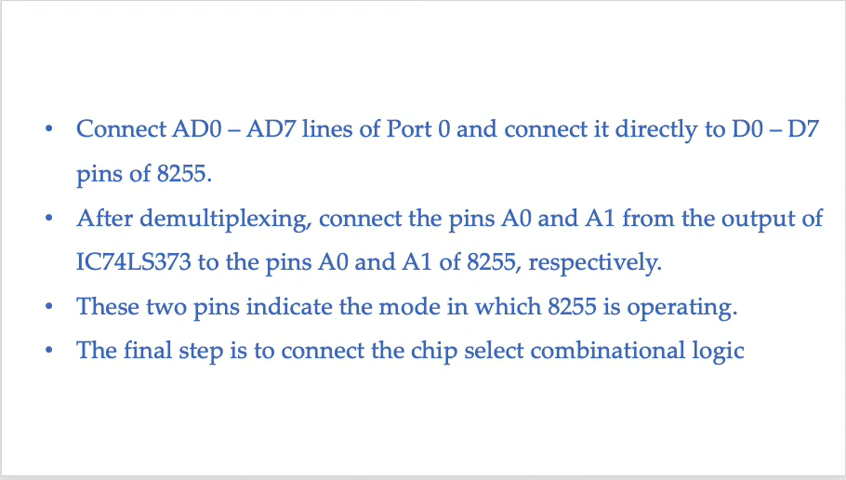 • Connect AD0 – AD7 lines of Port 0 and connect it directly to D0 – D7
pins of 8255.
• After demultiplexing, connect the pins A0 and A1 from the output of
IC74LS373 to the pins A0 and A1 of 8255, respectively.
• These two pins indicate the mode in which 8255 is operating.
• The final step is to connect the chip select combinational logic